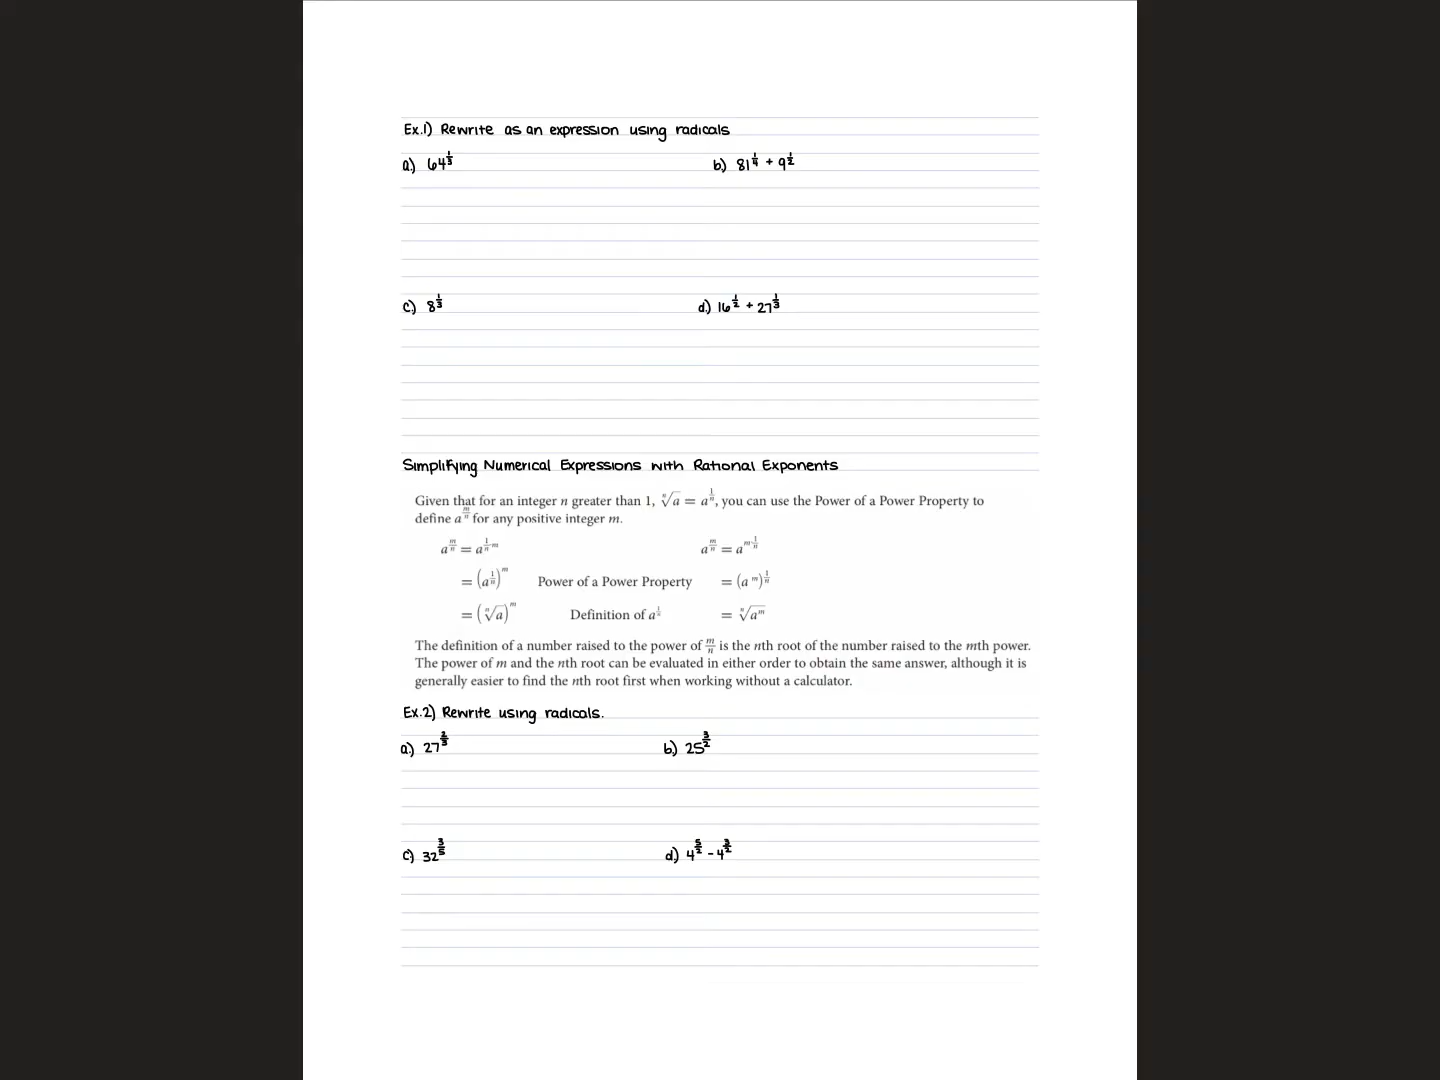 Ex.1) Rewrite as an expression using radicals
a.) 64^(1/3)
b.) 81^(1/4) + 9^(1/2)
c.) 8^(1/3)
d.) 16^(1/2) + 27^(1/3)
Simplifying Numerical Expressions with Rational Exponents
Given that for an integer n greater than 1, ⁿ√a = a^(1/n), you can use the Power of a Power Property to
define a^(m/n) for any positive integer m.
a^(m/n) = a^(1/n·m)
a^(m/n) = a^(m·1/n)
= (a^(1/n))^m Power of a Power Property = (a^m)^(1/n)
= (ⁿ√a)^m Definition of a^(1/n) = ⁿ√a^m
The definition of a number raised to the power of m/n is the nth root of the number raised to the mth power.
The power of m and the nth root can be evaluated in either order to obtain the same answer, although it is
generally easier to find the nth root first when working without a calculator.
Ex.2) Rewrite using radicals.
a.) 27^(2/3)
b.) 25^(3/2)
c.) 32^(3/5)
d.) 4^(5/2) - 4^(3/2)